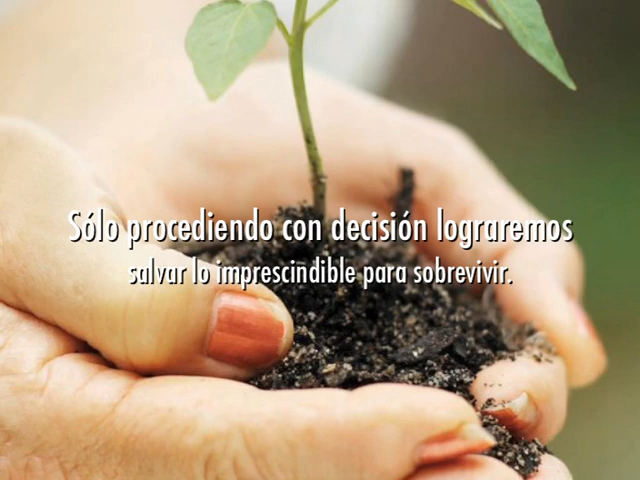 Sólo procediendo con decisión lograremos
salvar lo imprescindible para sobrevivir.